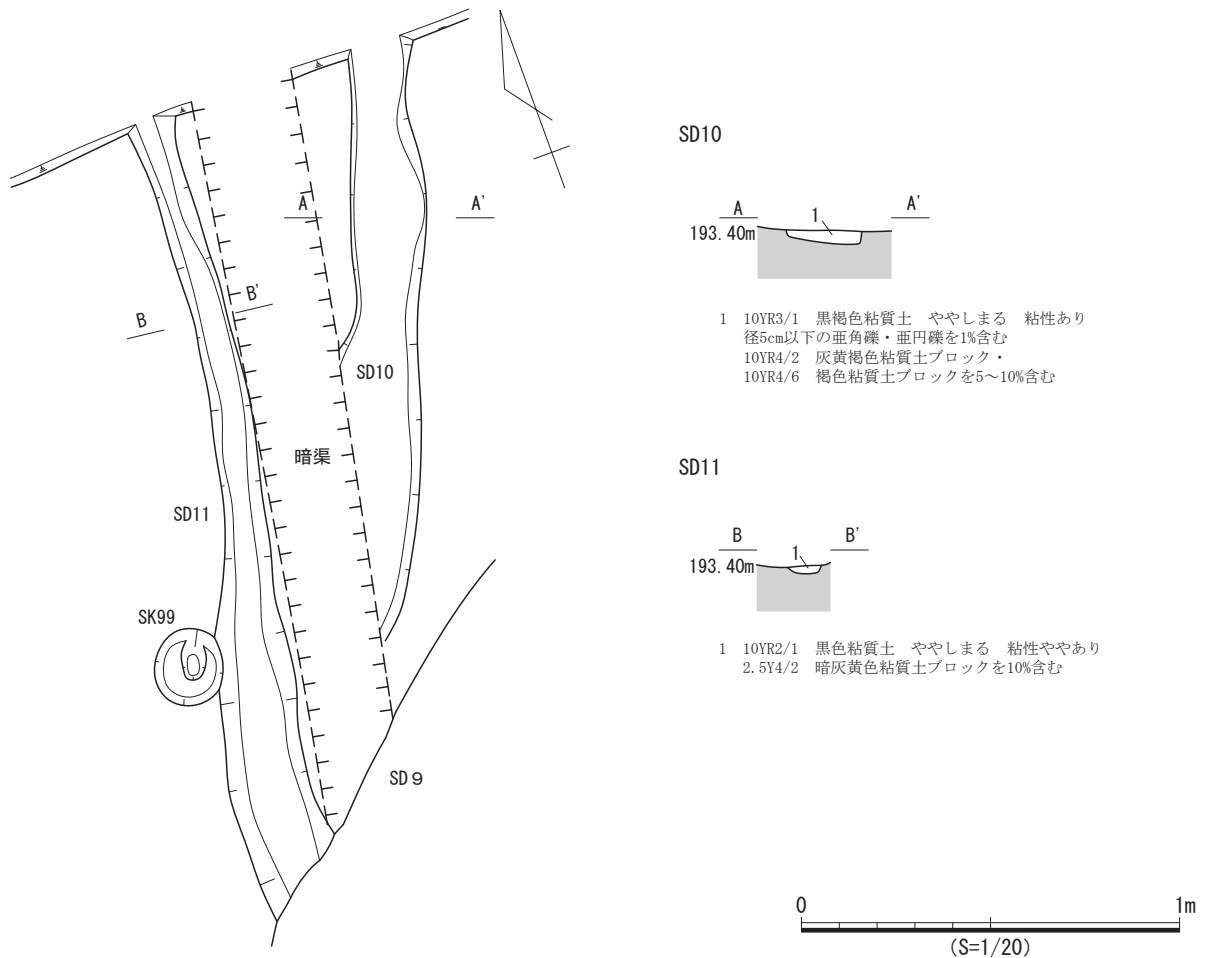 A
A'
B
B'
SD10
暗渠
SD11
SK99
SD９
SD10
A
A'
1
193.40m
1 10YR3/1 黒褐色粘質土 ややしまる 粘性あり
径5cm以下の亜角礫・亜円礫を1%含む
10YR4/2 灰黄褐色粘質土ブロック・
10YR4/6 褐色粘質土ブロックを5～10%含む
SD11
B
B'
1
193.40m
1 10YR2/1 黒色粘質土 ややしまる 粘性ややあり
2.5Y4/2 暗灰黄色粘質土ブロックを10%含む
0
1m
(S=1/20)